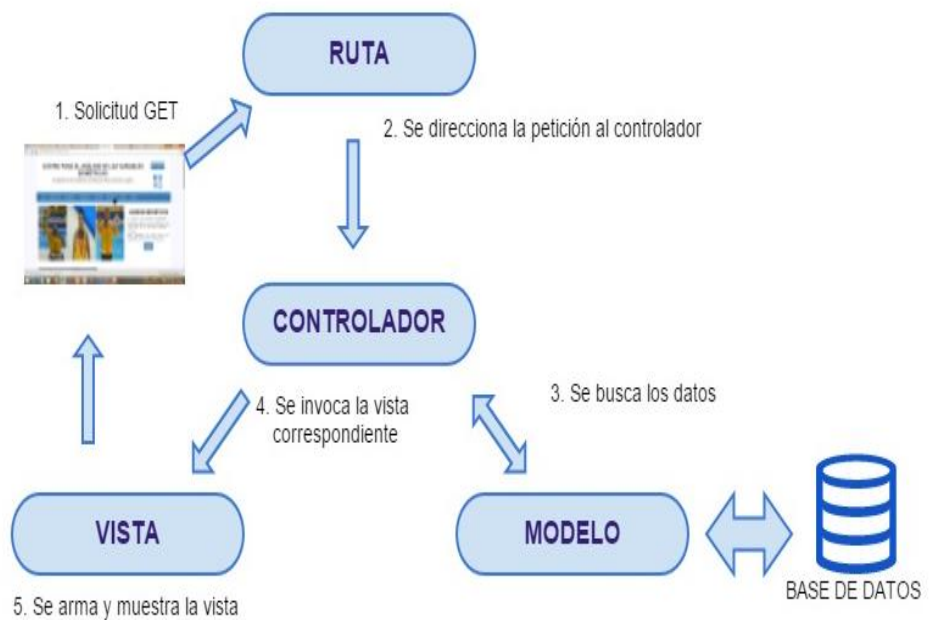 RUTA
1. Solicitud GET
2. Se direcciona la petición al controlador
CONTROLADOR
3. Se busca los datos
4. Se invoca la vista
correspondiente
VISTA
MODELO
BASE DE DATOS
5. Se arma y muestra la vista